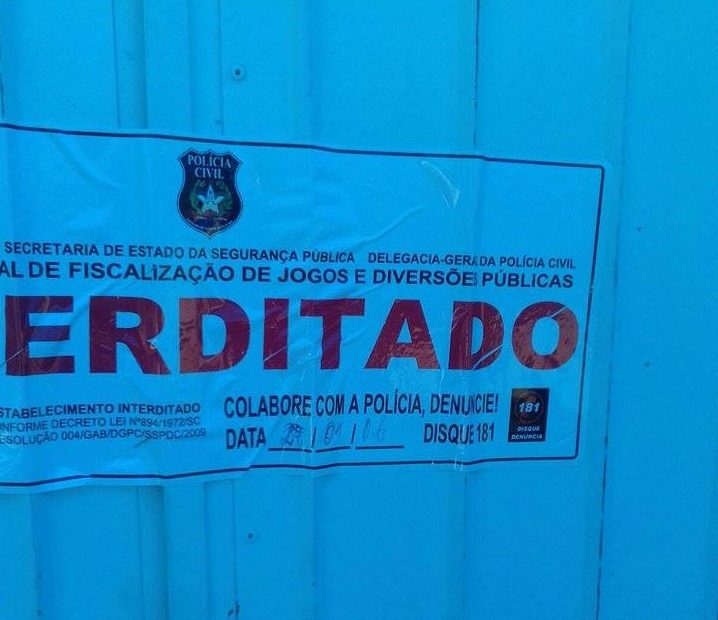 POLÍCIA
CIVIL
SECRETARIA DE ESTADO DA SEGURANÇA PÚBLICA DELEGACIA-GERAL DA POLÍCIA CIVIL
AL DE FISCALIZAÇÃO DE JOGOS E DIVERSÕES PÚBLICAS
ERDITADO
STABELECIMENTO INTERDITADO
ONFORME DECRETO LEI Nº894/1972/SC
ESOLUÇÃO 004/GAB/DGPC/SSPDC/2009
COLABORE COM A POLÍCIA, DENUNCIE!
DATA / 01 /
DISQUE 181
181
DISQUE
DENUNCIA